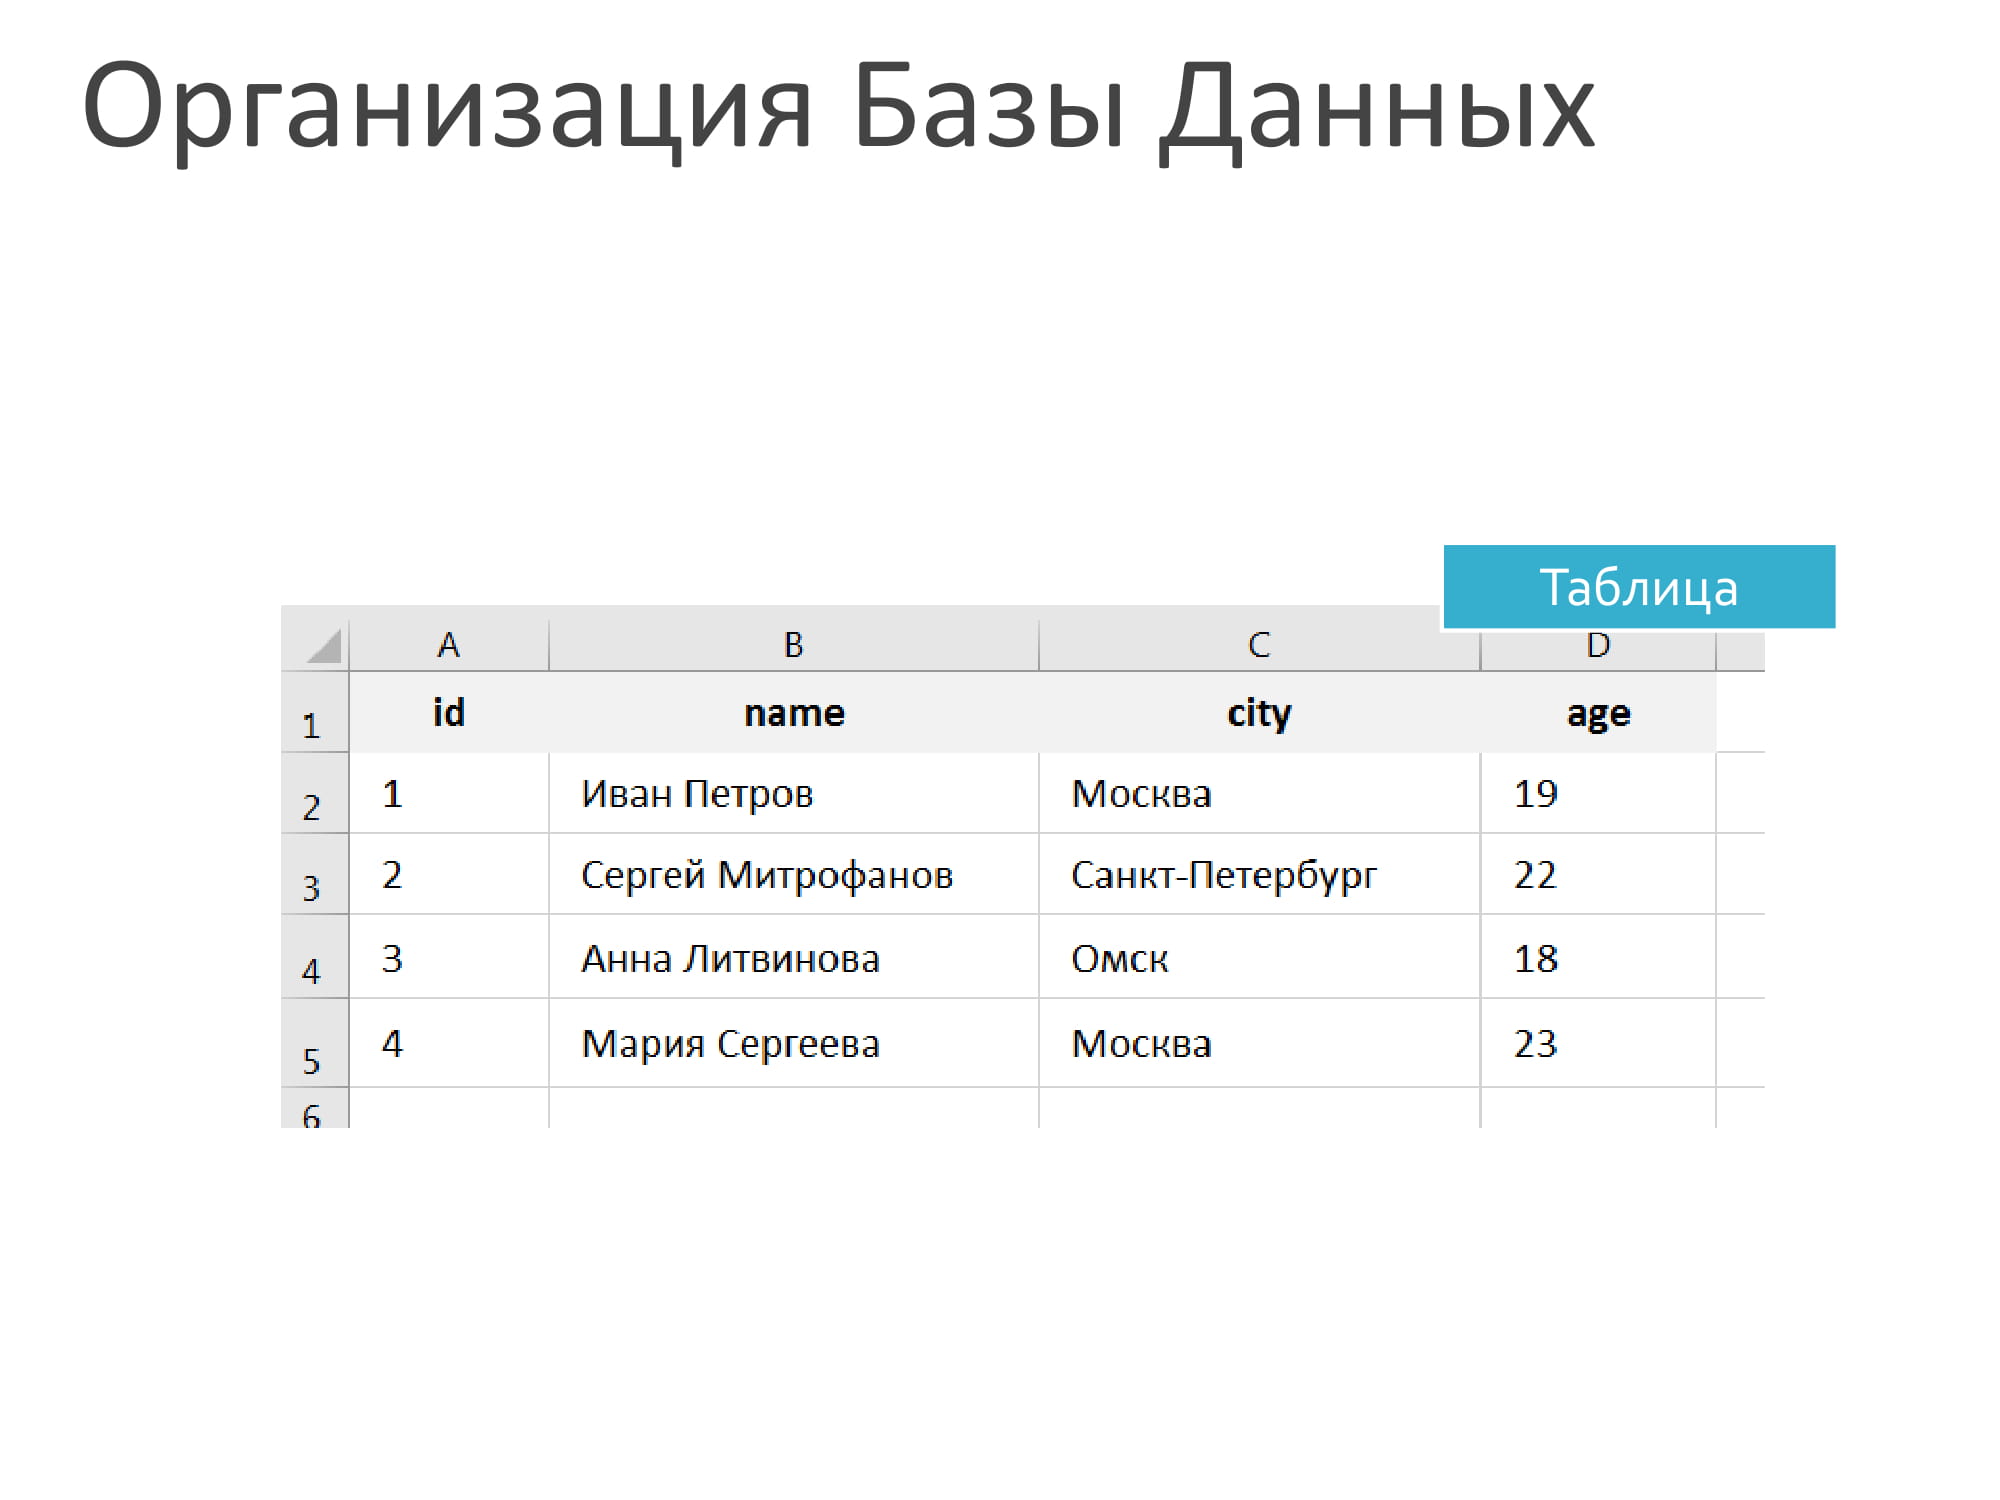 Организация Базы Данных
Таблица
A B C D
1 id name city age
2 1 Иван Петров Москва 19
3 2 Сергей Митрофанов Санкт-Петербург 22
4 3 Анна Литвинова Омск 18
5 4 Мария Сергеева Москва 23
6